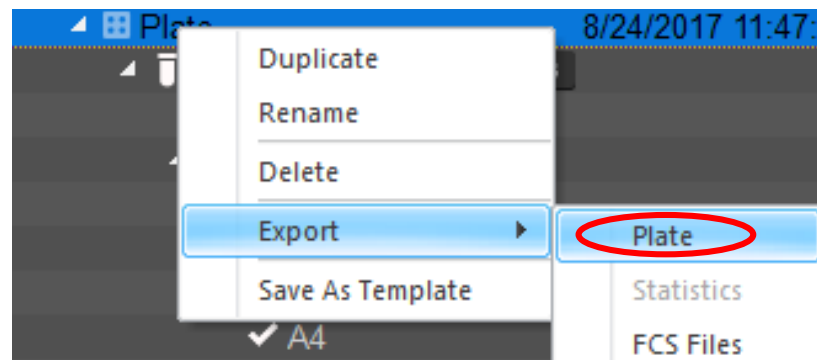 Plate 8/24/2017 11:47:
Duplicate
Rename
Delete
Export
Plate
Save As Template
Statistics
A4
FCS Files